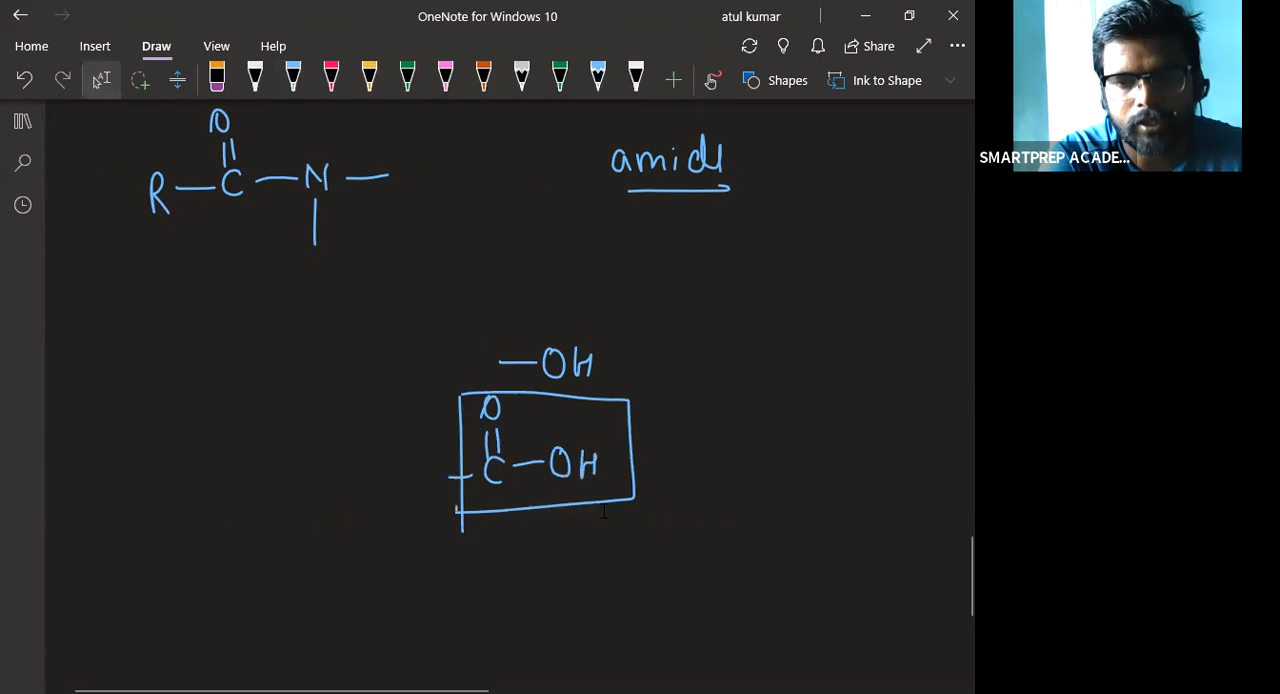 OneNote for Windows 10
atul kumar
Home Insert Draw View Help
Share
Shapes
Ink to Shape
SMARTPREP ACADE...
O
R — C — N —
amide
— OH
O
C — OH